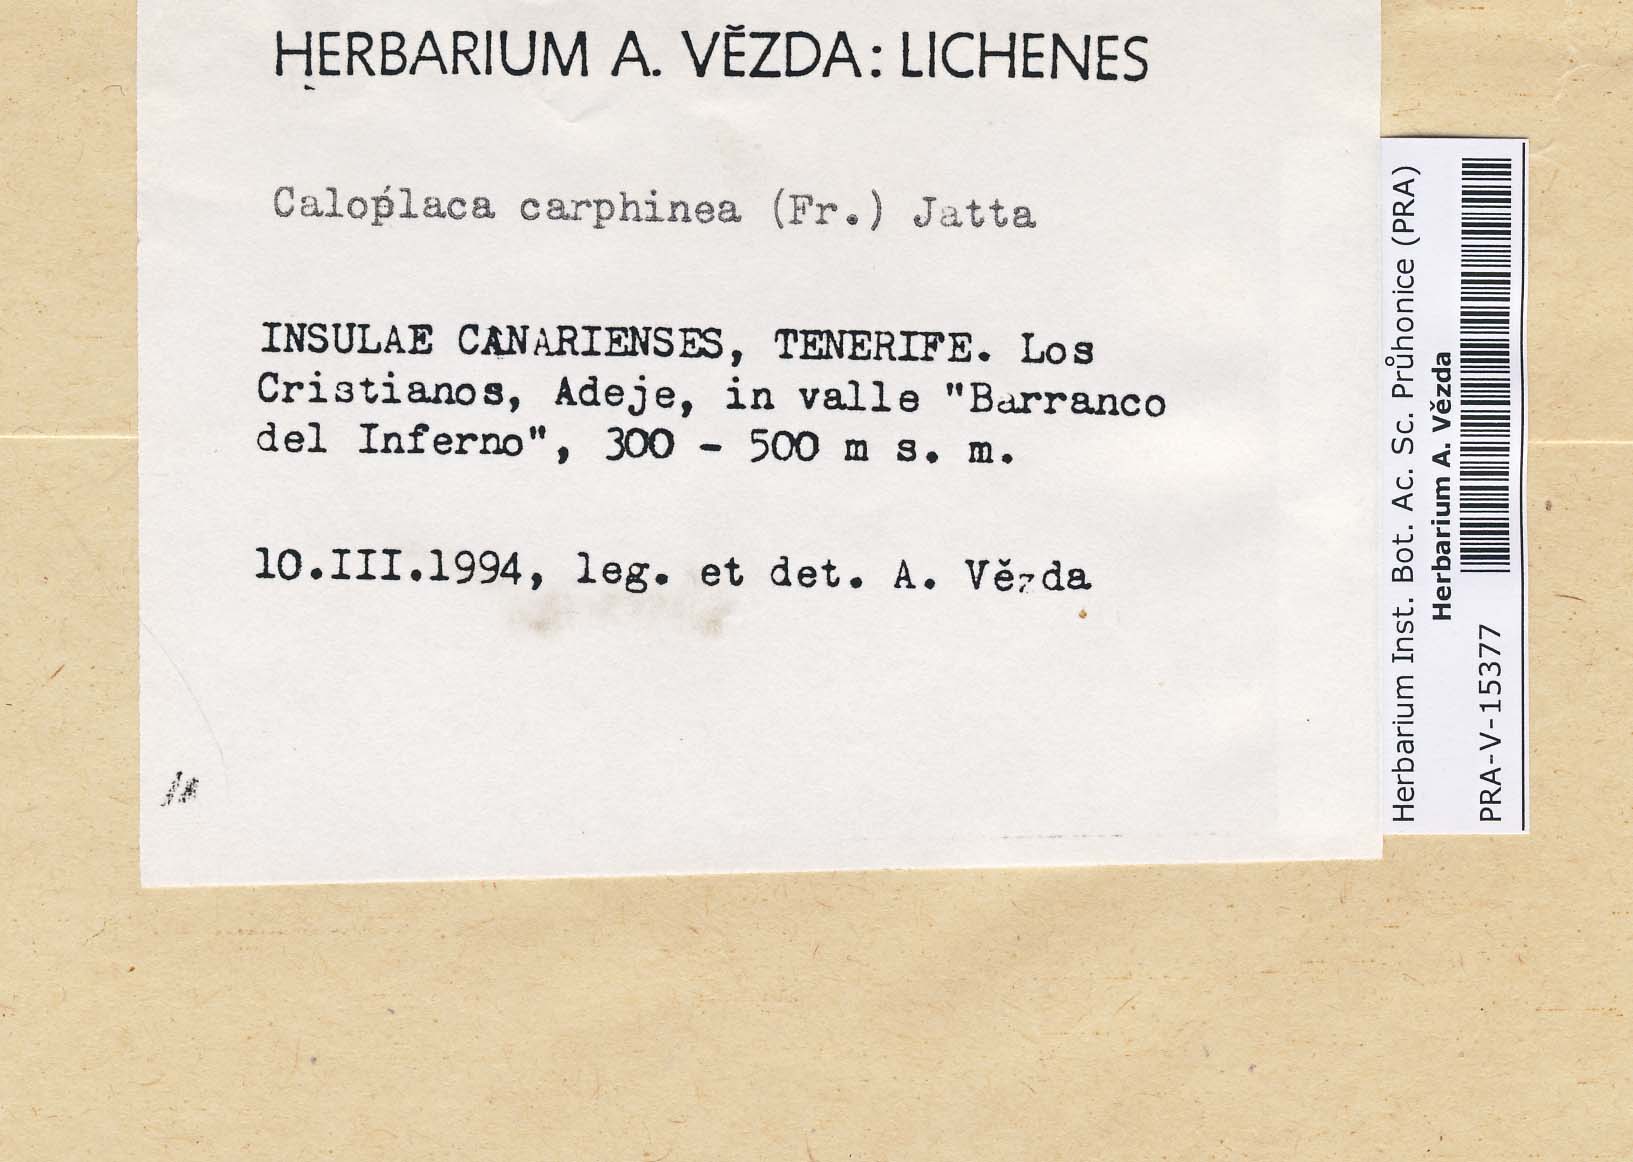 HERBARIUM A. VĚZDA: LICHENES
Caloplaca carphinea (Fr.) Jatta
INSULAE CANARIENSES, TENERIFE. Los
Cristianos, Adeje, in valle "Barranco
del Inferno", 300 - 500 m s. m.
10.III.1994, leg. et det. A. Vězda
Herbarium Inst. Bot. Ac. Sc. Průhonice (PRA)
Herbarium A. Vězda
PRA-V-15377